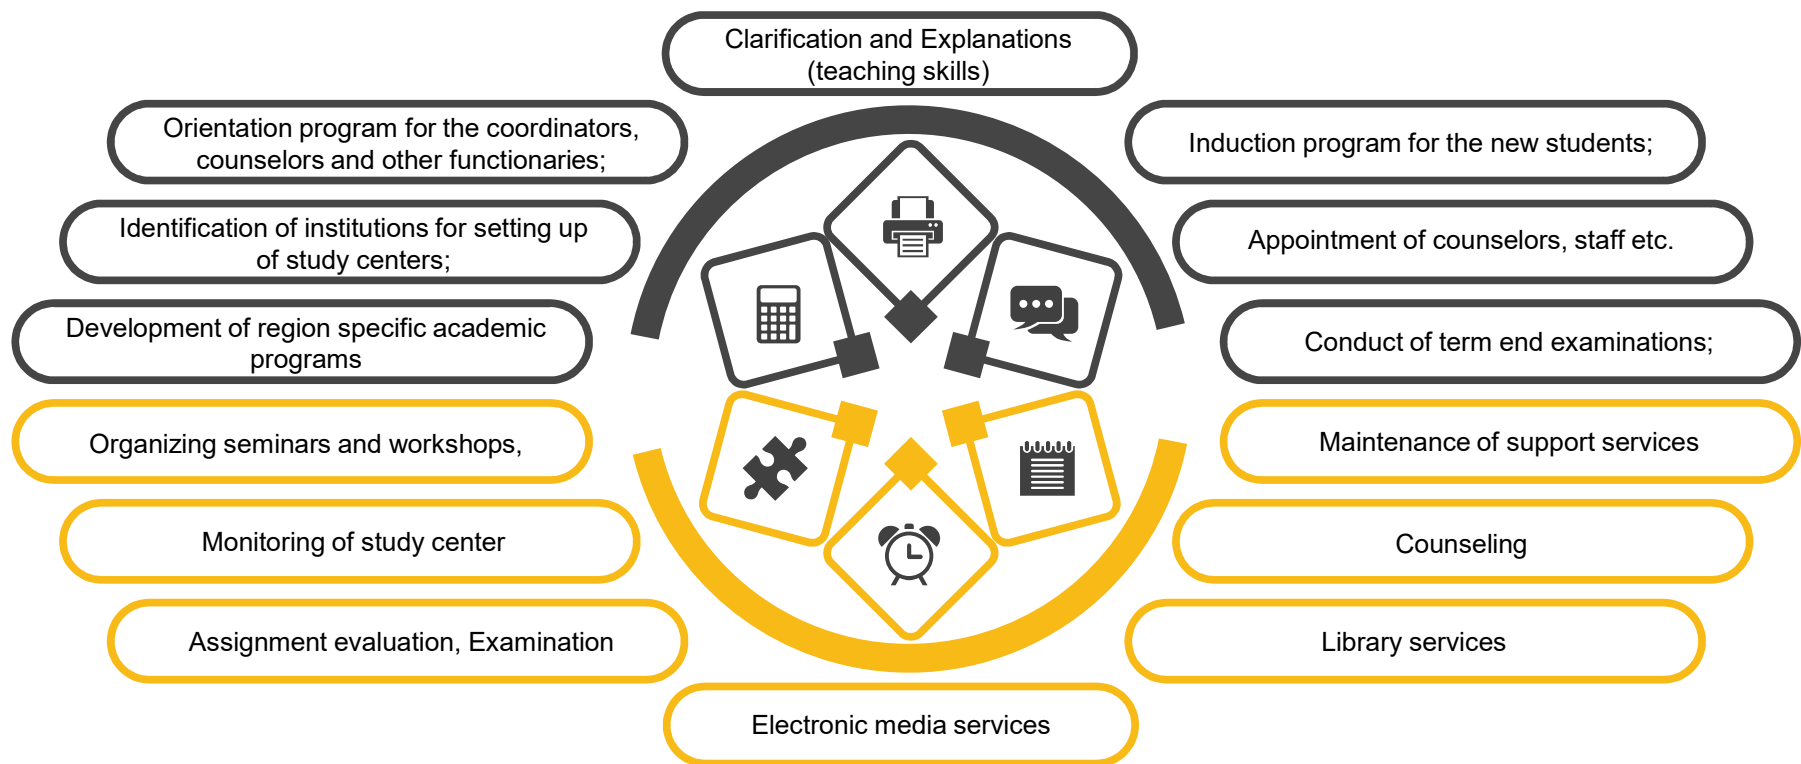 Clarification and Explanations
(teaching skills)
Orientation program for the coordinators,
counselors and other functionaries;
Induction program for the new students;
Identification of institutions for setting up
of study centers;
Appointment of counselors, staff etc.
Development of region specific academic
programs
Conduct of term end examinations;
Organizing seminars and workshops,
Maintenance of support services
Monitoring of study center
Counseling
Assignment evaluation, Examination
Library services
Electronic media services